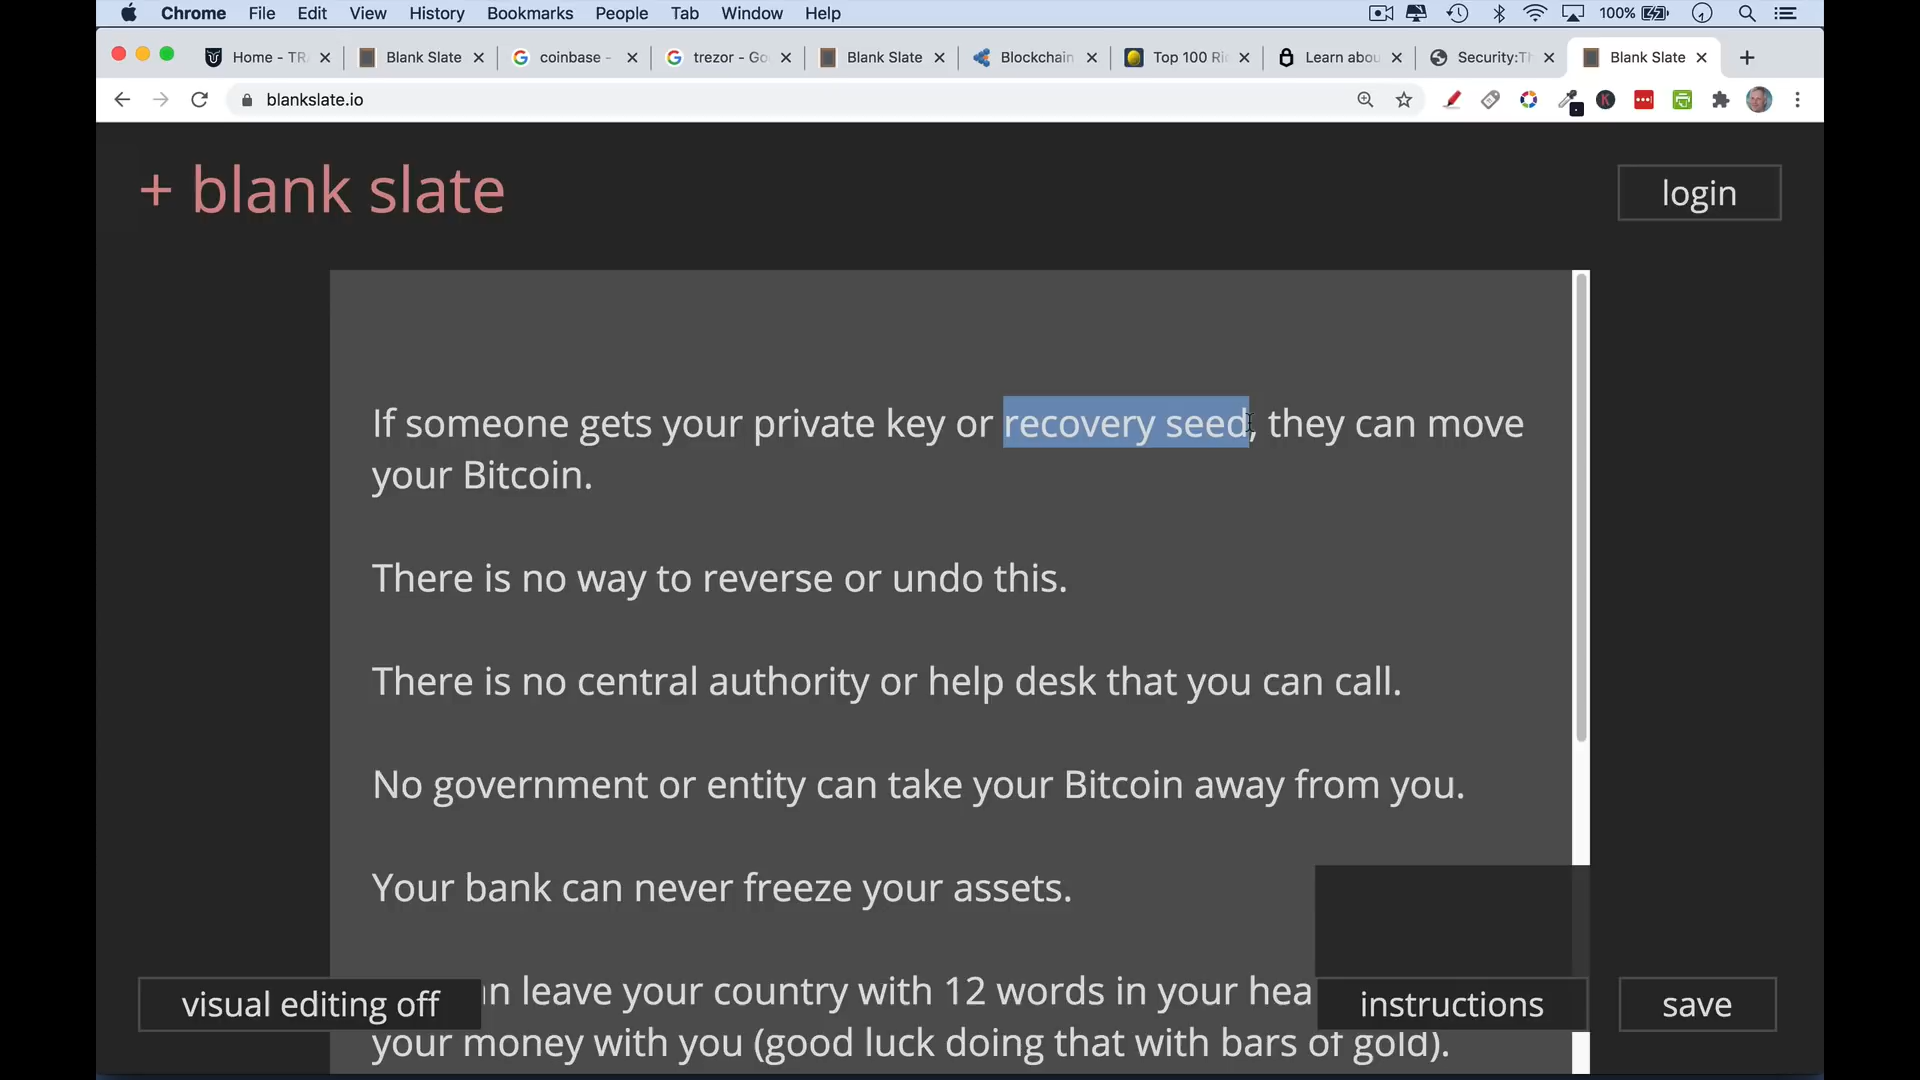 Chrome File Edit View History Bookmarks People Tab Window Help 100%
Home - TR Blank Slate coinbase - trezor - Go Blank Slate Blockchain Top 100 Ri Learn abou Security:Th Blank Slate
blankslate.io
+ blank slate
login
If someone gets your private key or recovery seed, they can move
your Bitcoin.
There is no way to reverse or undo this.
There is no central authority or help desk that you can call.
No government or entity can take your Bitcoin away from you.
Your bank can never freeze your assets.
n leave your country with 12 words in your hea
your money with you (good luck doing that with bars of gold).
visual editing off
instructions
save